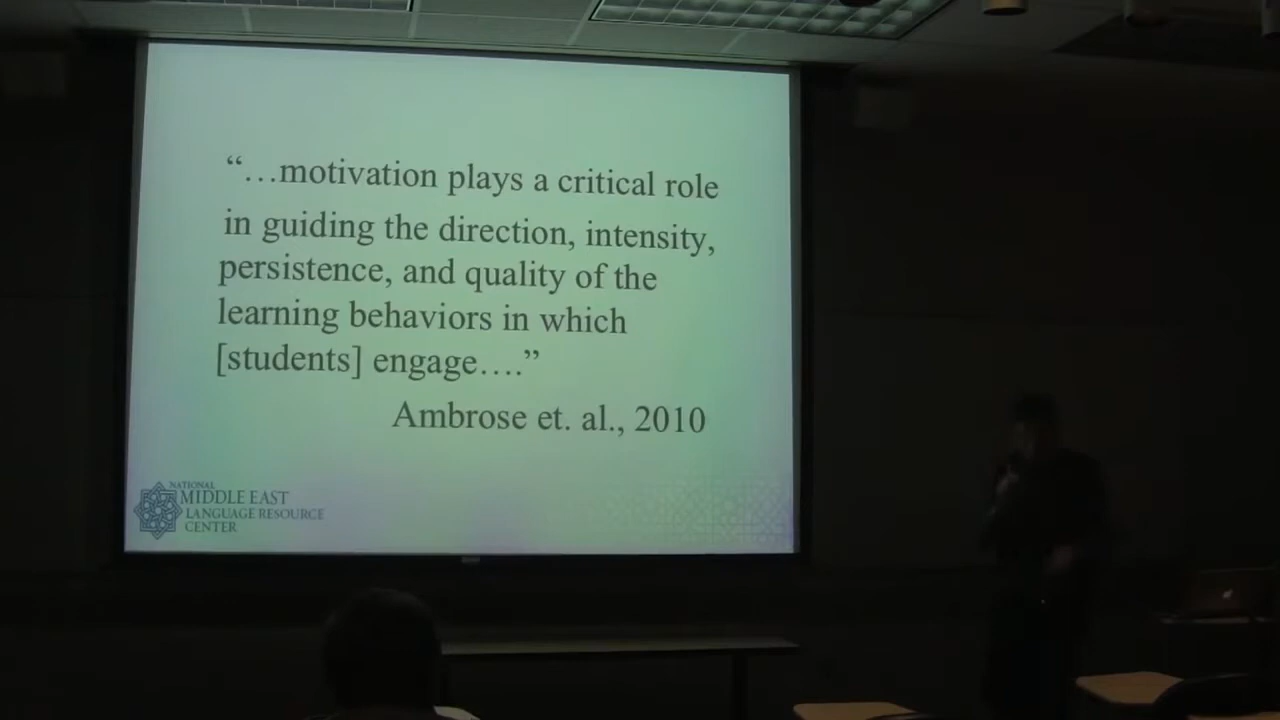 “…motivation plays a critical role
in guiding the direction, intensity,
persistence, and quality of the
learning behaviors in which
[students] engage….”
Ambrose et. al., 2010
NATIONAL
MIDDLE EAST
LANGUAGE RESOURCE
CENTER